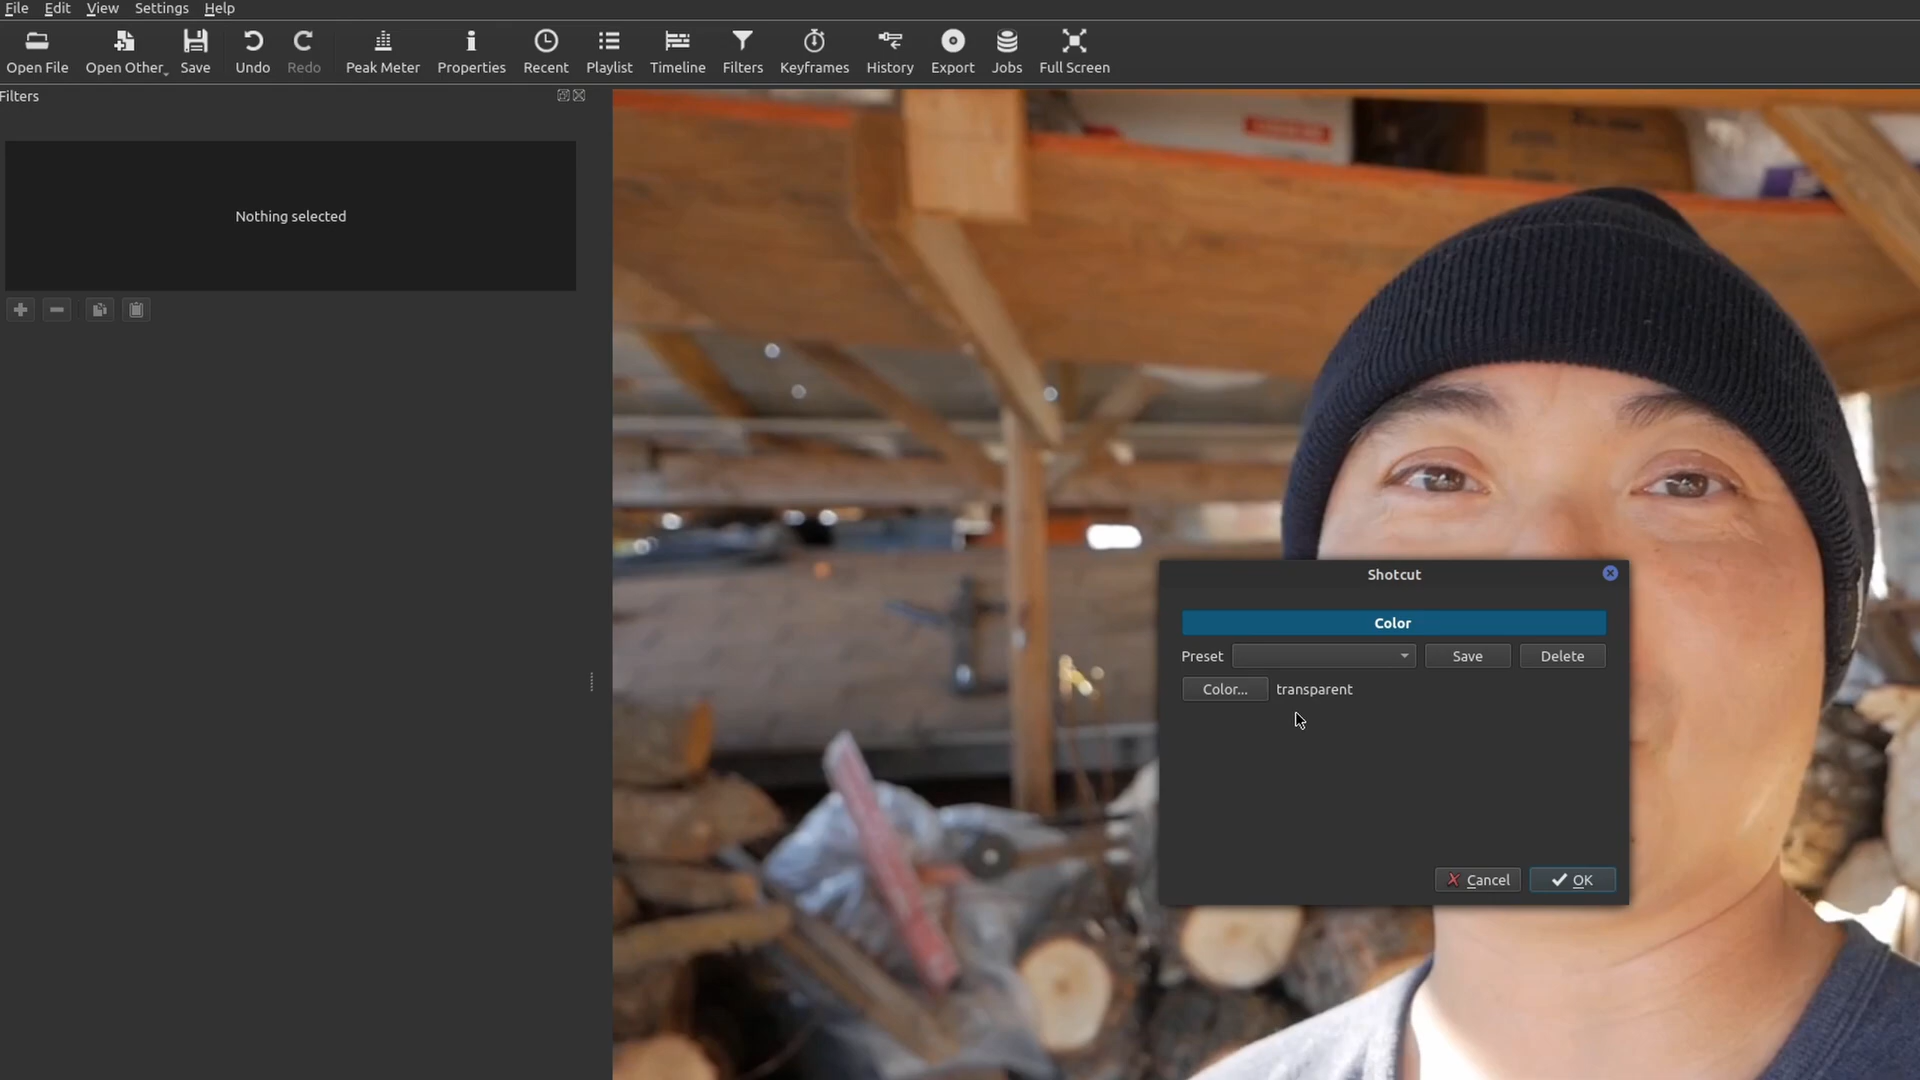 File Edit View Settings Help
Open File Open Other Save Undo Redo Peak Meter Properties Recent Playlist Timeline Filters Keyframes History Export Jobs Full Screen
Filters
Nothing selected
Shotcut
Color
Preset Save Delete
Color... transparent
Cancel OK